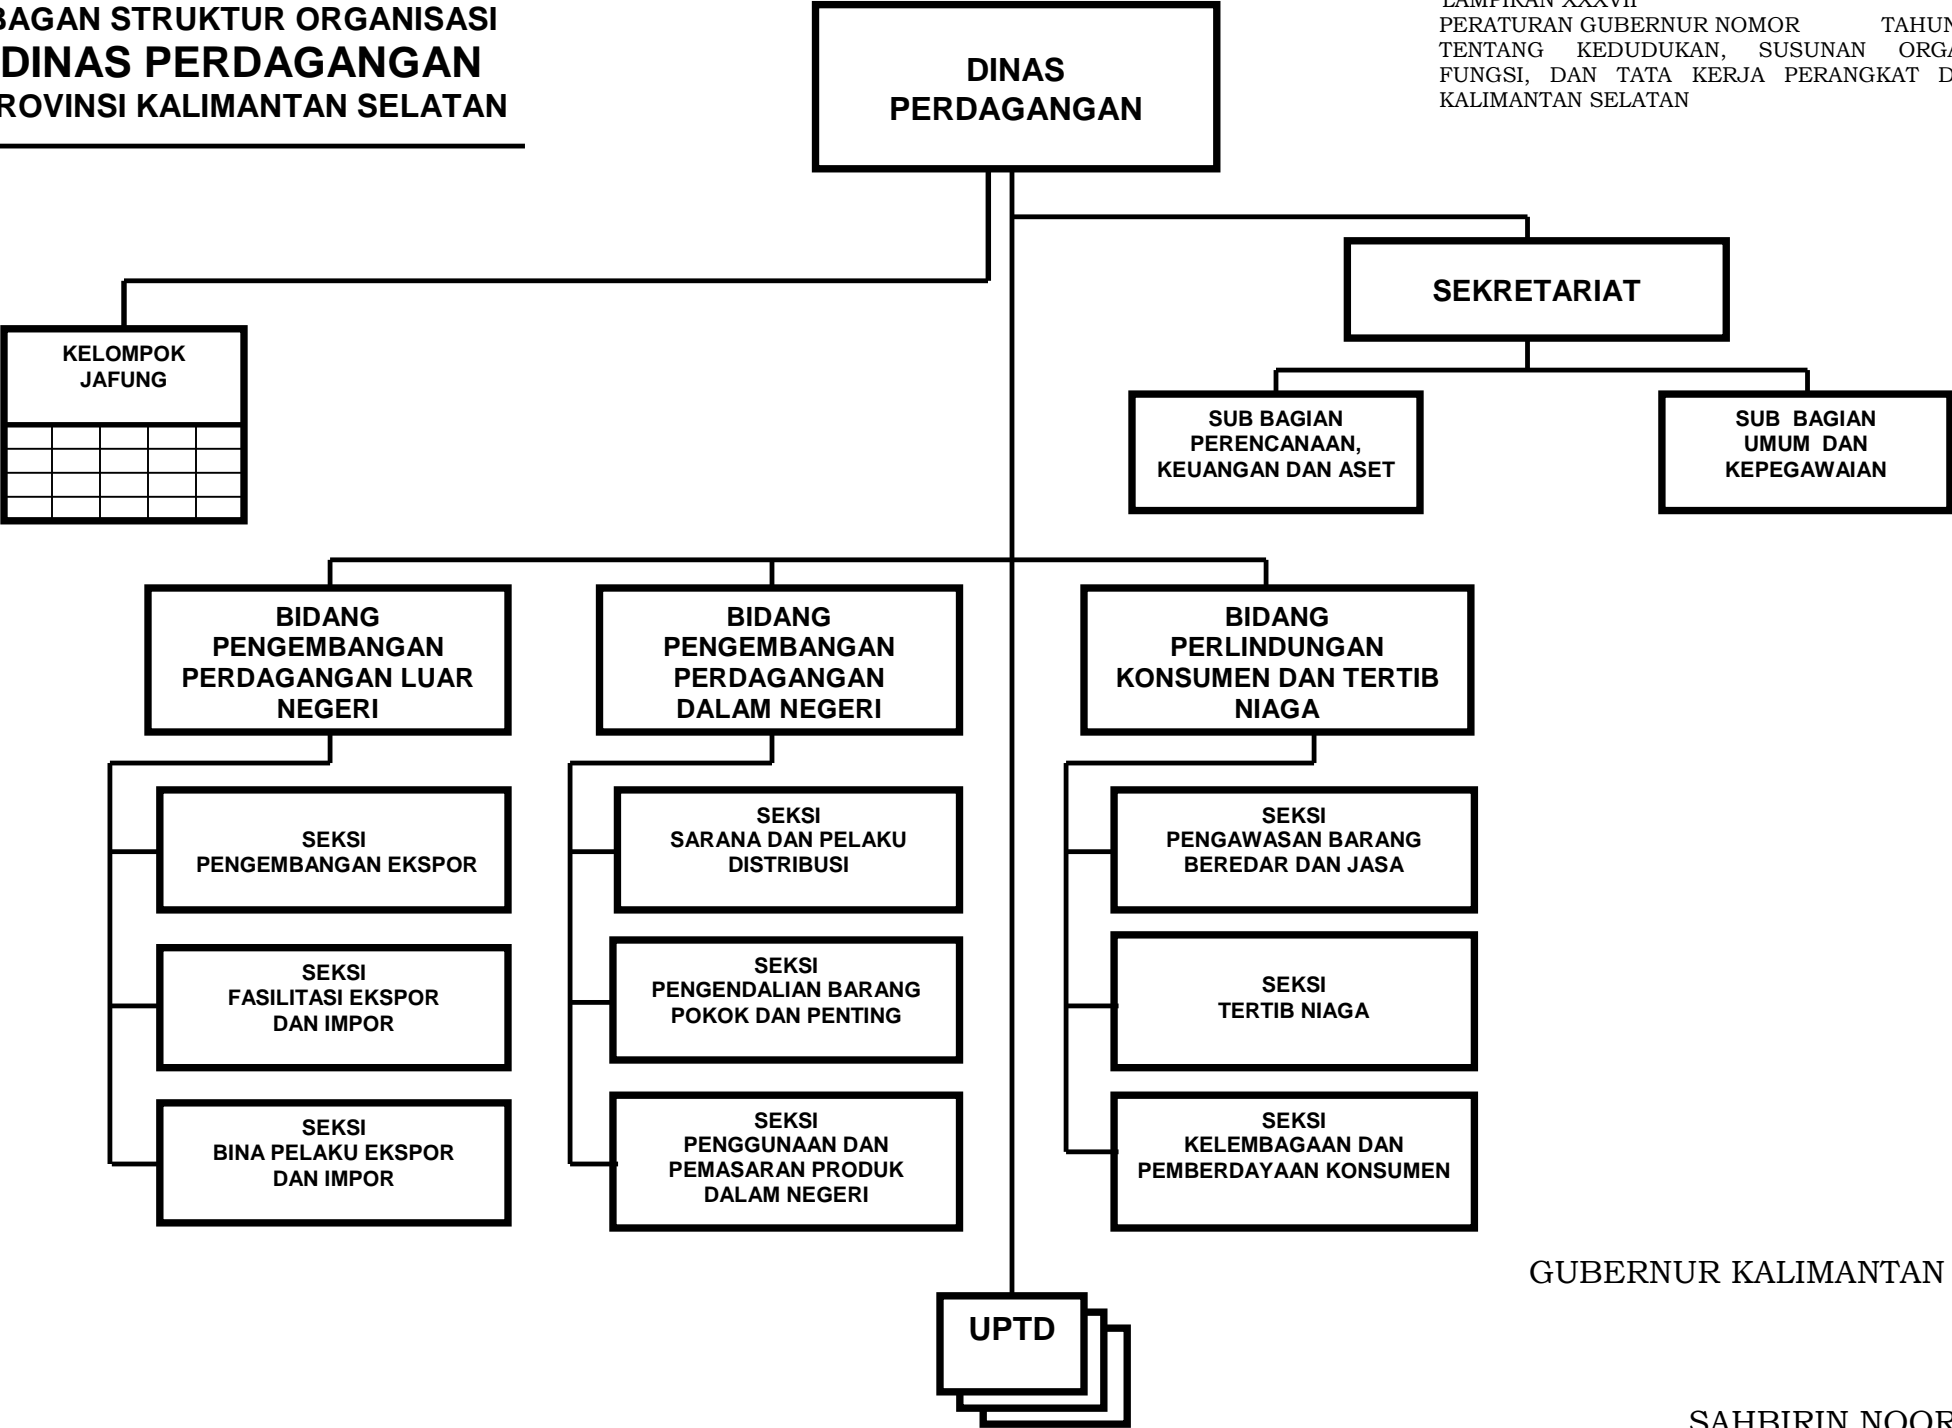 BAGAN STRUKTUR ORGANISASI
DINAS PERDAGANGAN
PROVINSI KALIMANTAN SELATAN
DINAS
PERDAGANGAN
LAMPIRAN XXXVII
PERATURAN GUBERNUR NOMOR TAHUN
TENTANG KEDUDUKAN, SUSUNAN
FUNGSI, DAN TATA KERJA PERANGKAT
KALIMANTAN SELATAN
SEKRETARIAT
KELOMPOK
JAFUNG
SUB BAGIAN
PERENCANAAN,
KEUANGAN DAN ASET
SUB BAGIAN
UMUM DAN
KEPEGAWAIAN
BIDANG
PENGEMBANGAN
PERDAGANGAN LUAR
NEGERI
BIDANG
PENGEMBANGAN
PERDAGANGAN
DALAM NEGERI
BIDANG
PERLINDUNGAN
KONSUMEN DAN TERTIB
NIAGA
SEKSI
PENGEMBANGAN EKSPOR
SEKSI
FASILITASI EKSPOR
DAN IMPOR
SEKSI
BINA PELAKU EKSPOR
DAN IMPOR
SEKSI
SARANA DAN PELAKU
DISTRIBUSI
SEKSI
PENGENDALIAN BARANG
POKOK DAN PENTING
SEKSI
PENGGUNAAN DAN
PEMASARAN PRODUK
DALAM NEGERI
SEKSI
PENGAWASAN BARANG
BEREDAR DAN JASA
SEKSI
TERTIB NIAGA
SEKSI
KELEMBAGAAN DAN
PEMBERDAYAAN KONSUMEN
UPTD
GUBERNUR KALIMANTAN
SAHBIRIN NOOR